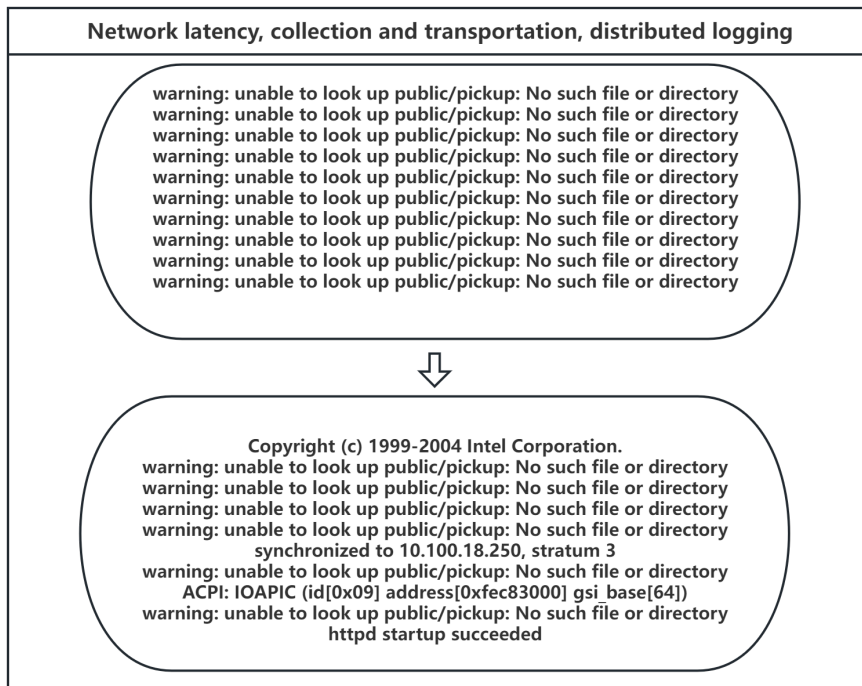 Network latency, collection and transportation, distributed logging
warning: unable to look up public/pickup: No such file or directory
warning: unable to look up public/pickup: No such file or directory
warning: unable to look up public/pickup: No such file or directory
warning: unable to look up public/pickup: No such file or directory
warning: unable to look up public/pickup: No such file or directory
warning: unable to look up public/pickup: No such file or directory
warning: unable to look up public/pickup: No such file or directory
warning: unable to look up public/pickup: No such file or directory
warning: unable to look up public/pickup: No such file or directory
warning: unable to look up public/pickup: No such file or directory
Copyright (c) 1999-2004 Intel Corporation.
warning: unable to look up public/pickup: No such file or directory
warning: unable to look up public/pickup: No such file or directory
warning: unable to look up public/pickup: No such file or directory
warning: unable to look up public/pickup: No such file or directory
synchronized to 10.100.18.250, stratum 3
warning: unable to look up public/pickup: No such file or directory
ACPI: IOAPIC (id[0x09] address[0xfec83000] gsi_base[64])
warning: unable to look up public/pickup: No such file or directory
httpd startup succeeded